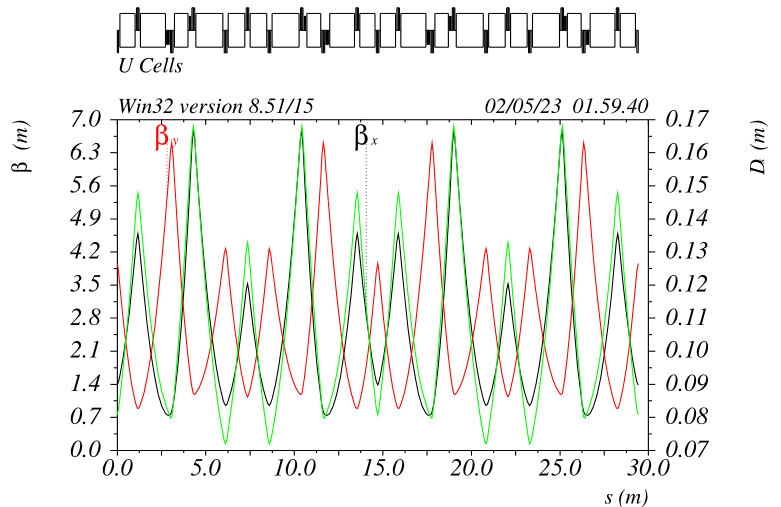 U Cells
Win32 version 8.51/15 02/05/23 01.59.40
β (m)
7.0
6.3
5.6
4.9
4.2
3.5
2.8
2.1
1.4
0.7
0.0
βy
βx
D (m)
0.17
0.16
0.15
0.14
0.13
0.12
0.11
0.10
0.09
0.08
0.07
0.0 5.0 10.0 15.0 20.0 25.0 30.0
s (m)